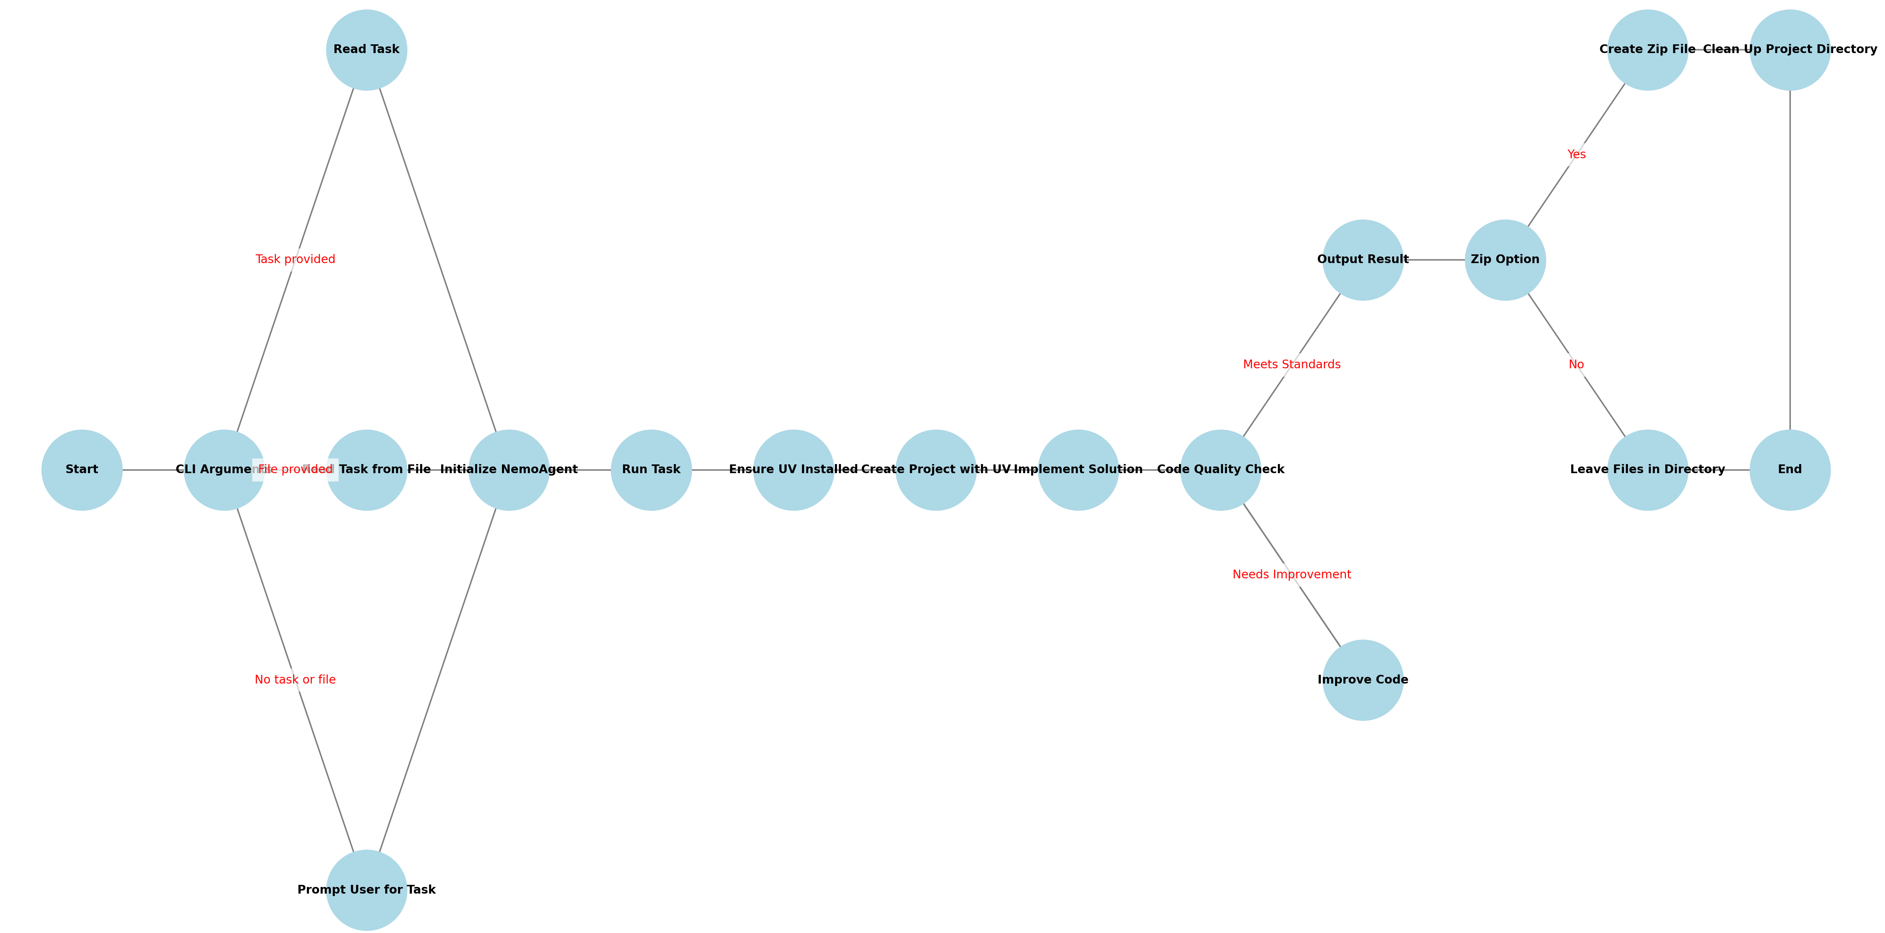 Read Task
Create Zip File
Clean Up Project Directory
Yes
Task provided
Output Result
Zip Option
Meets Standards
No
Start
CLI Arguments
File provided
Read Task from File
Initialize NemoAgent
Run Task
Ensure UV Installed
Create Project with UV
Implement Solution
Code Quality Check
Leave Files in Directory
End
Needs Improvement
No task or file
Improve Code
Prompt User for Task